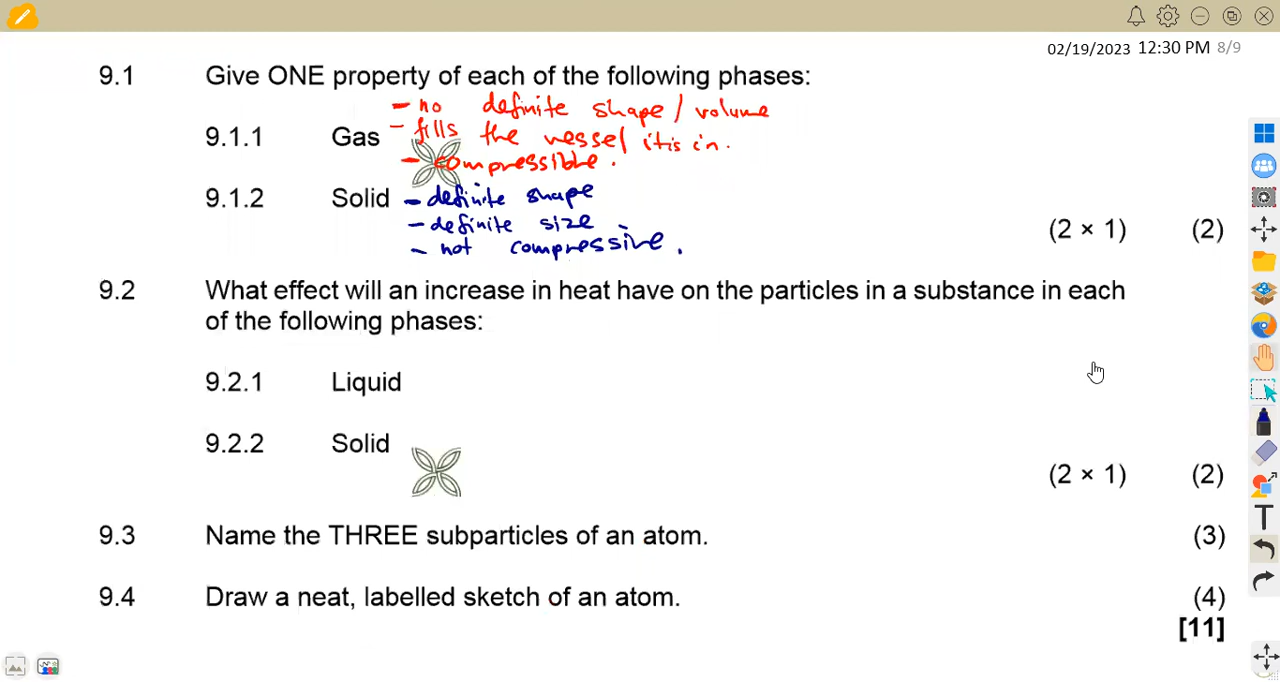 02/19/2023 12:30 PM 8/9
9.1 Give ONE property of each of the following phases:
- no definite shape / volume
9.1.1 Gas - fills the vessel it is in.
- compressible.
9.1.2 Solid - definite shape
- definite size
(2 × 1) (2)
- not compressive.
9.2 What effect will an increase in heat have on the particles in a substance in each
of the following phases:
9.2.1 Liquid
9.2.2 Solid
(2 × 1) (2)
9.3 Name the THREE subparticles of an atom. (3)
9.4 Draw a neat, labelled sketch of an atom. (4)
[11]
T